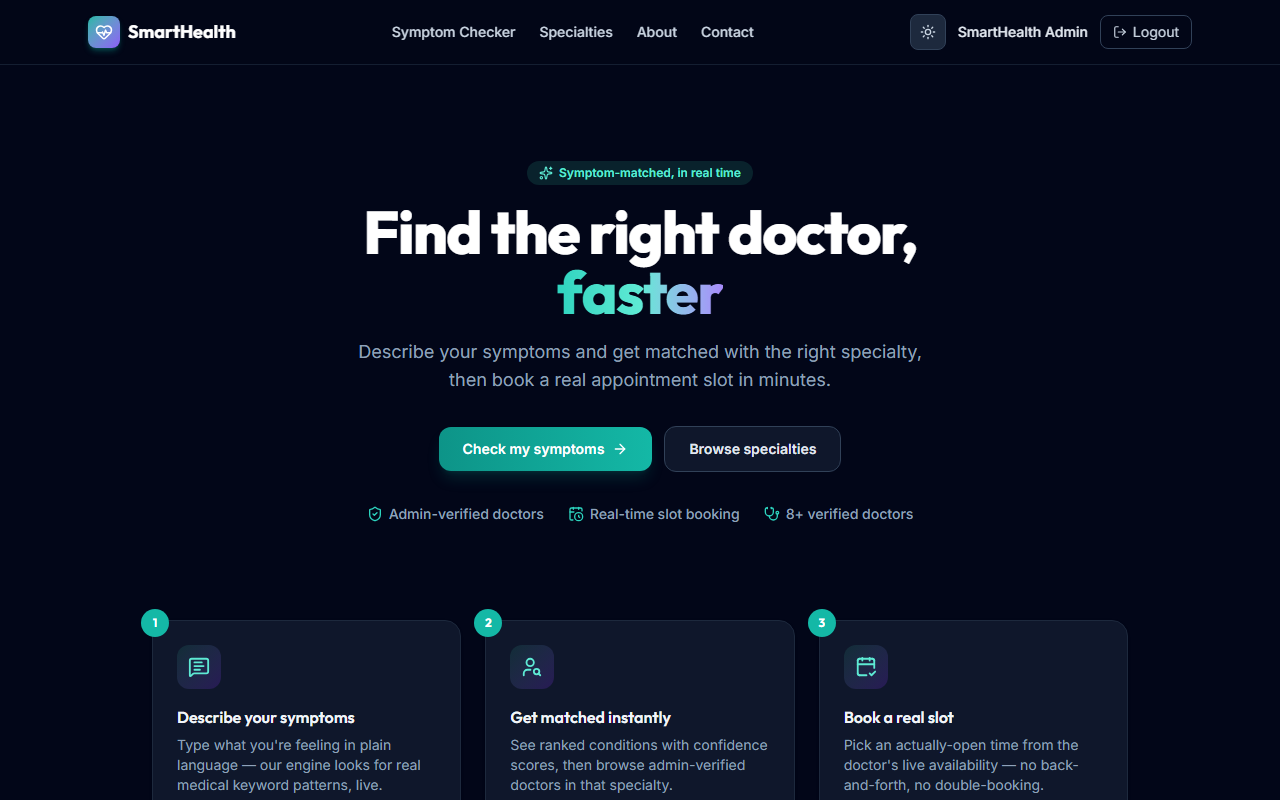 SmartHealth
Symptom Checker
Specialties
About
Contact
SmartHealth Admin
Logout
Symptom-matched, in real time
Find the right doctor,
faster
Describe your symptoms and get matched with the right specialty,
then book a real appointment slot in minutes.
Check my symptoms
Browse specialties
Admin-verified doctors
Real-time slot booking
8+ verified doctors
1
Describe your symptoms
Type what you're feeling in plain
language — our engine looks for real
medical keyword patterns, live.
2
Get matched instantly
See ranked conditions with confidence
scores, then browse admin-verified
doctors in that specialty.
3
Book a real slot
Pick an actually-open time from the
doctor's live availability — no back-
and-forth, no double-booking.